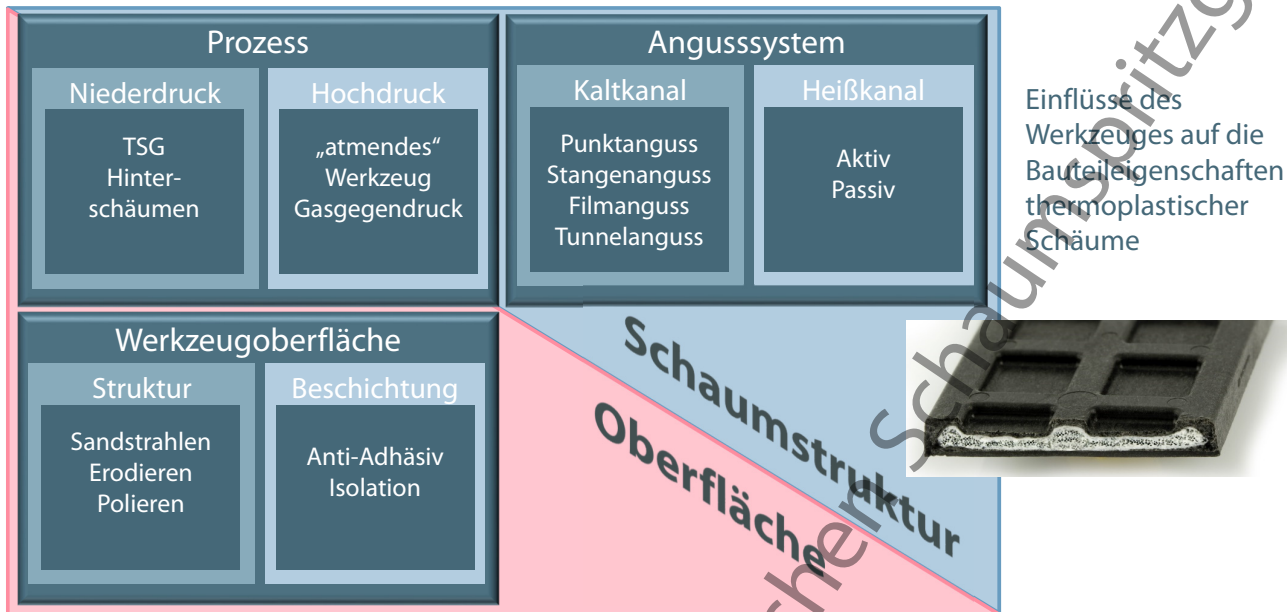 Prozess
Niederdruck
TSG
Hinter-
schäumen
Hochdruck
„atmendes“
Werkzeug
Gasgegendruck
Angusssystem
Kaltkanal
Punktanguss
Stangenanguss
Filmanguss
Tunnelanguss
Heißkanal
Aktiv
Passiv
Einflüsse des
Werkzeuges auf die
Bauteileigenschaften
thermoplastischer
Schäume
Werkzeugoberfläche
Struktur
Sandstrahlen
Erodieren
Polieren
Beschichtung
Anti-Adhäsiv
Isolation
Schaumstruktur
Oberfläche